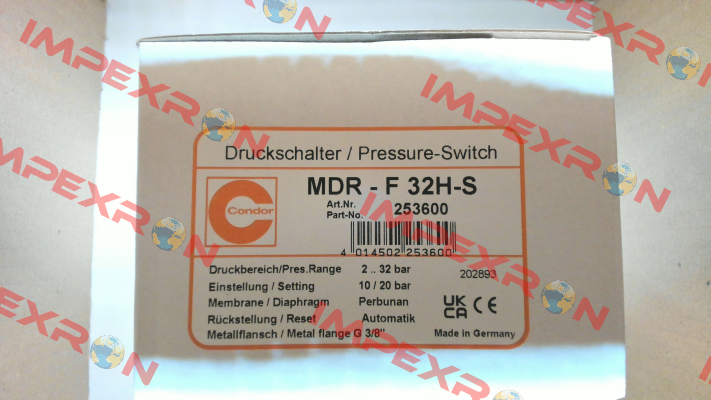 IMPEXRON
IMPEXRON
IMPEXRON
IMPEXRON
IMPEXRON
IMPEXRON
Druckschalter / Pressure-Switch
Condor
MDR - F 32H-S
Art.Nr.
Part-No. 253600
4 014502 253600
Druckbereich/Pres.Range 2 .. 32 bar
202893
Einstellung / Setting 10 / 20 bar
Membrane / Diaphragm Perbunan
UK CA CE
Rückstellung / Reset Automatik
Metallflansch / Metal flange G 3/8"
Made in Germany